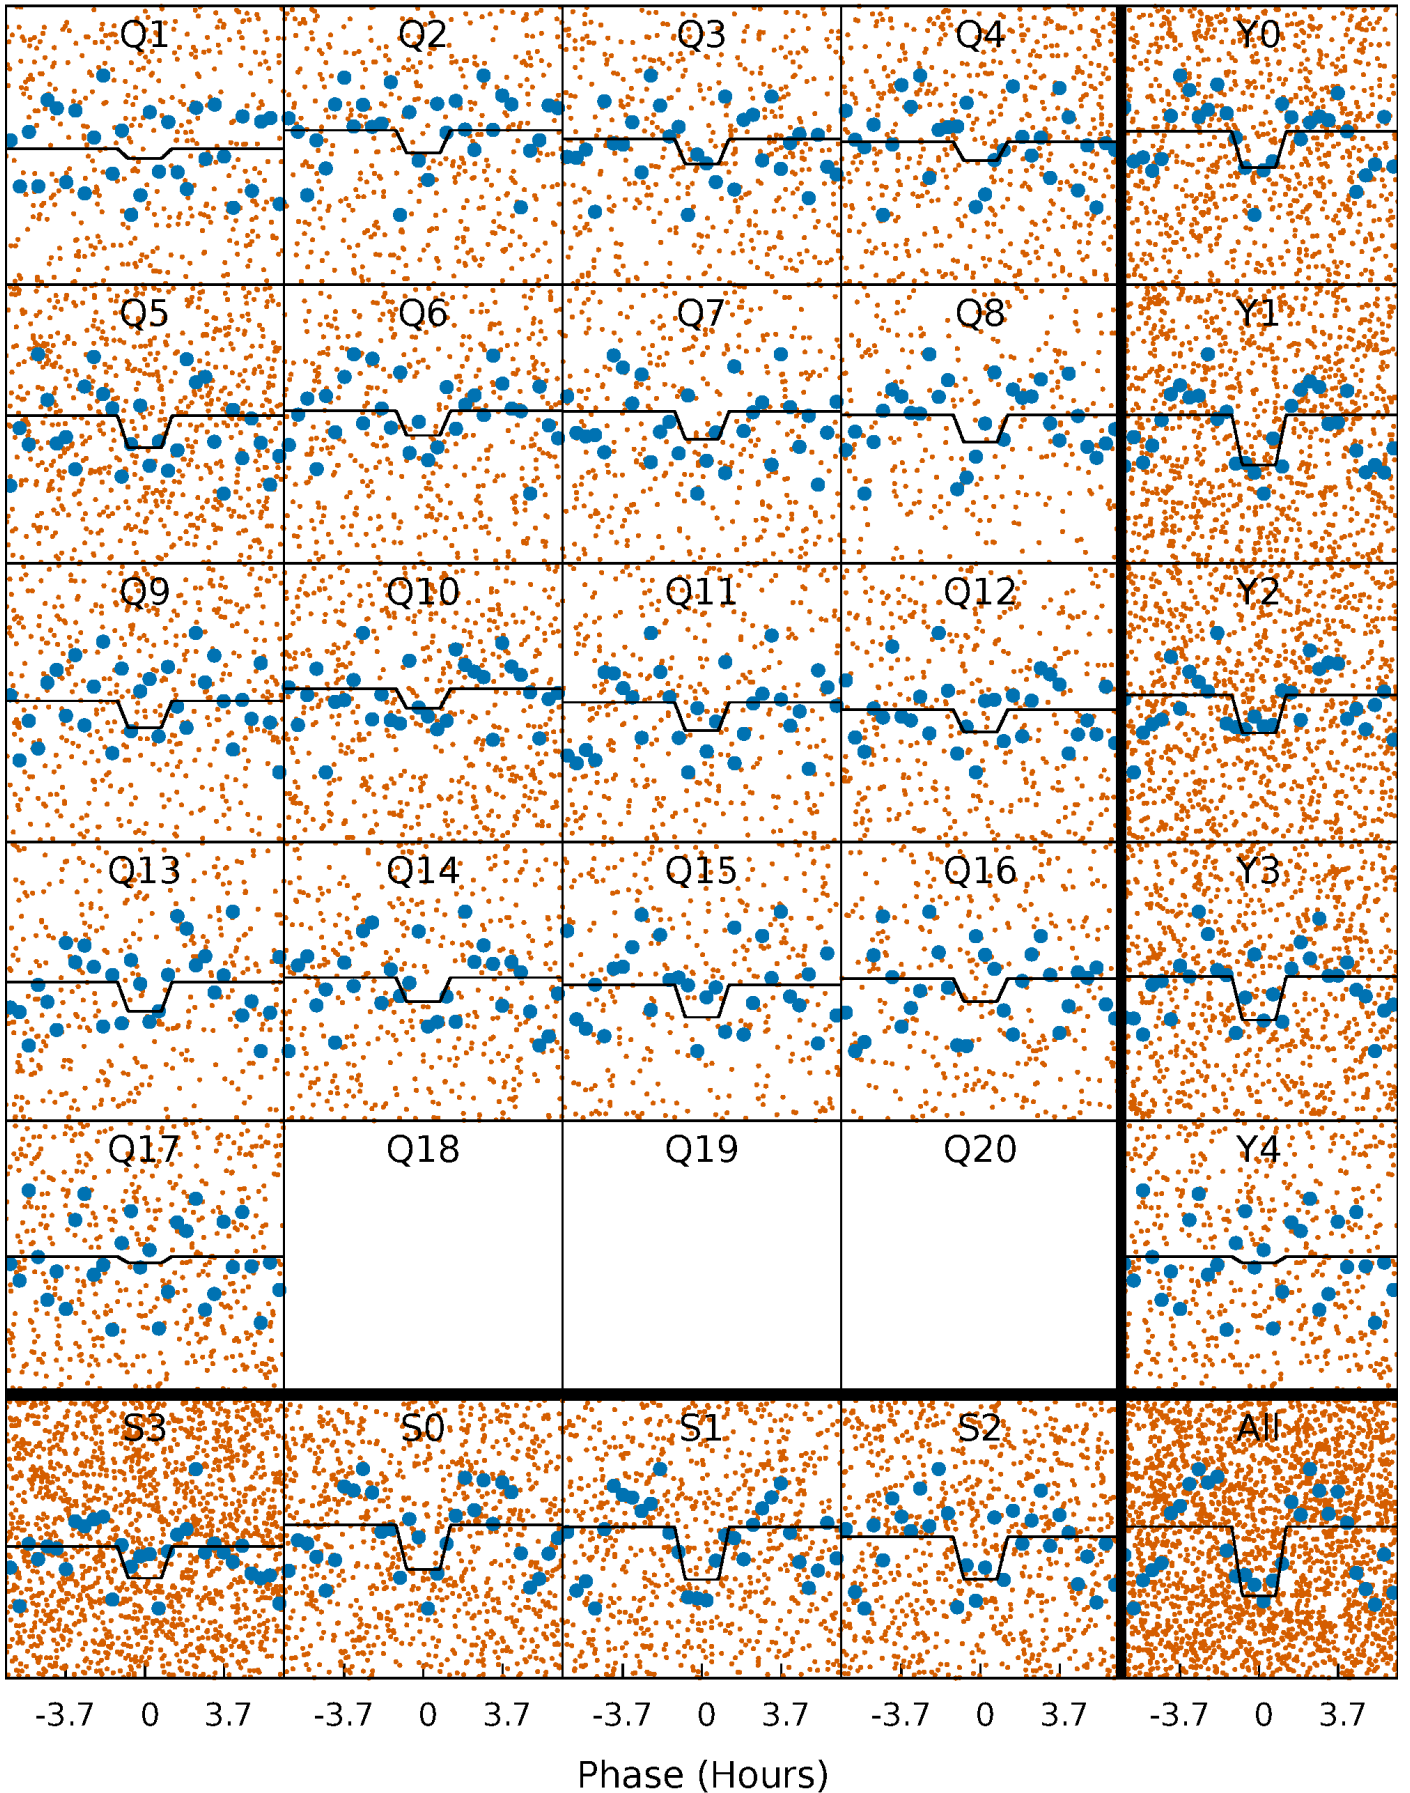 Q1 Q2 Q3 Q4 Y0
Q5 Q6 Q7 Q8 Y1
Q9 Q10 Q11 Q12 Y2
Q13 Q14 Q15 Q16 Y3
Q17 Q18 Q19 Q20 Y4
S3 S0 S1 S2 All
-3.7 0 3.7 -3.7 0 3.7 -3.7 0 3.7 -3.7 0 3.7 -3.7 0 3.7
Phase (Hours)